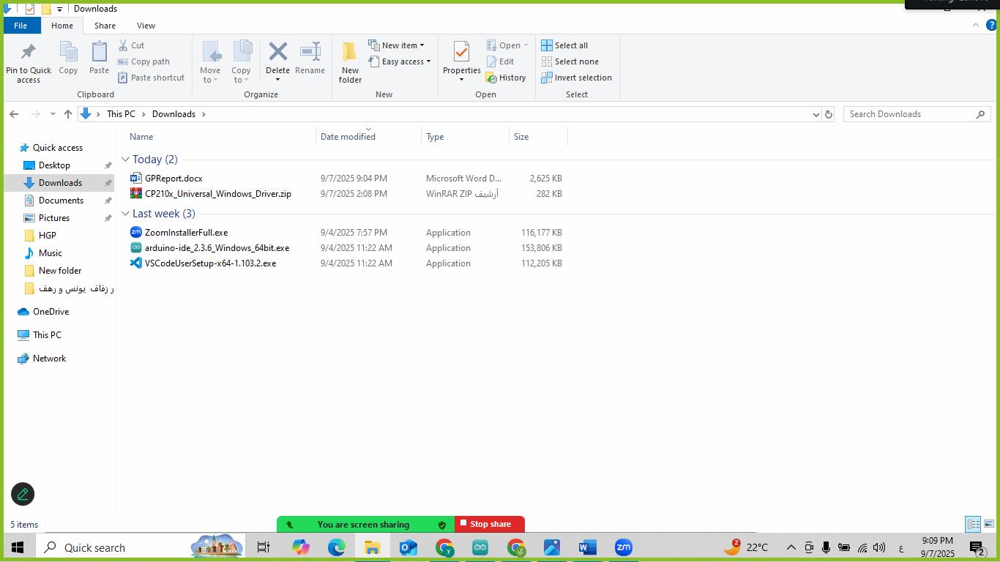 Downloads
File Home Share View
Pin to Quick access
Copy
Paste
Cut
Copy path
Paste shortcut
Clipboard
Move to
Copy to
Delete
Rename
Organize
New folder
New item
Easy access
New
Properties
Open
Edit
History
Open
Select all
Select none
Invert selection
Select
This PC > Downloads >
Search Downloads
Name Date modified Type Size
Quick access
Desktop
Downloads
Documents
Pictures
HGP
Music
New folder
ر زفاف يونس و رهف
OneDrive
This PC
Network
Today (2)
GPReport.docx 9/7/2025 9:04 PM Microsoft Word D... 2,625 KB
CP210x_Universal_Windows_Driver.zip 9/7/2025 2:08 PM أرشيف WinRAR ZIP 282 KB
Last week (3)
ZoomInstallerFull.exe 9/4/2025 7:57 PM Application 116,177 KB
arduino-ide_2.3.6_Windows_64bit.exe 9/4/2025 11:22 AM Application 153,806 KB
VSCodeUserSetup-x64-1.103.2.exe 9/4/2025 11:22 AM Application 112,205 KB
5 items
You are screen sharing
Stop share
Quick search
zm
2
22°C
ع
9:09 PM
9/7/2025
2